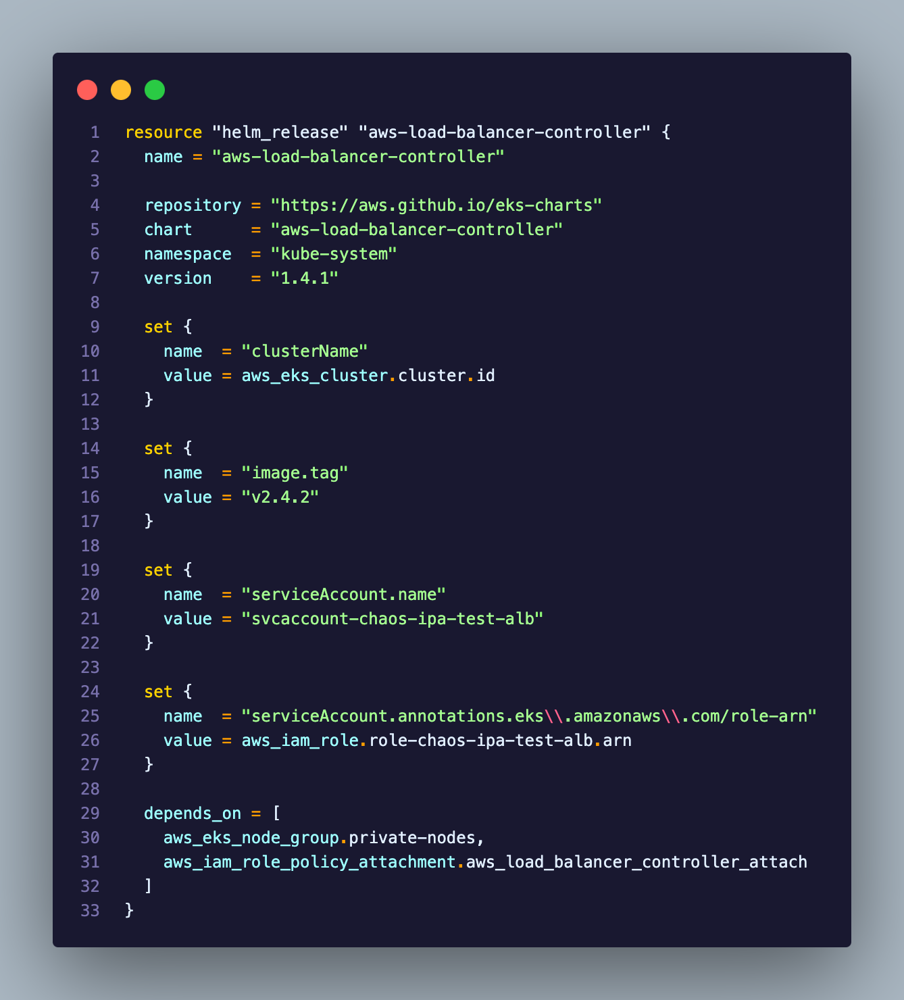 1 resource "helm_release" "aws-load-balancer-controller" {
2   name = "aws-load-balancer-controller"
3
4   repository = "https://aws.github.io/eks-charts"
5   chart      = "aws-load-balancer-controller"
6   namespace  = "kube-system"
7   version    = "1.4.1"
8
9   set {
10     name  = "clusterName"
11     value = aws_eks_cluster.cluster.id
12   }
13
14   set {
15     name  = "image.tag"
16     value = "v2.4.2"
17   }
18
19   set {
20     name  = "serviceAccount.name"
21     value = "svcaccount-chaos-ipa-test-alb"
22   }
23
24   set {
25     name  = "serviceAccount.annotations.eks\\.amazonaws\\.com/role-arn"
26     value = aws_iam_role.role-chaos-ipa-test-alb.arn
27   }
28
29   depends_on = [
30     aws_eks_node_group.private-nodes,
31     aws_iam_role_policy_attachment.aws_load_balancer_controller_attach
32   ]
33 }